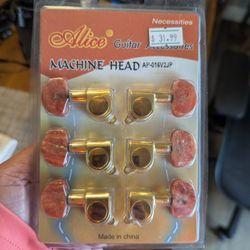 Necessities
Alice
$ 31.99
Guitar Accessories
MACHINE HEAD AP-016V2JP
Made in china